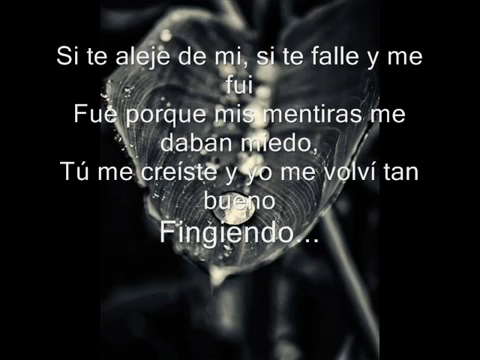 Si te aleje de mi, si te falle y me
fui
Fue porque mis mentiras me
daban miedo,
Tú me creíste y yo me volví tan
bueno
Fingiendo...